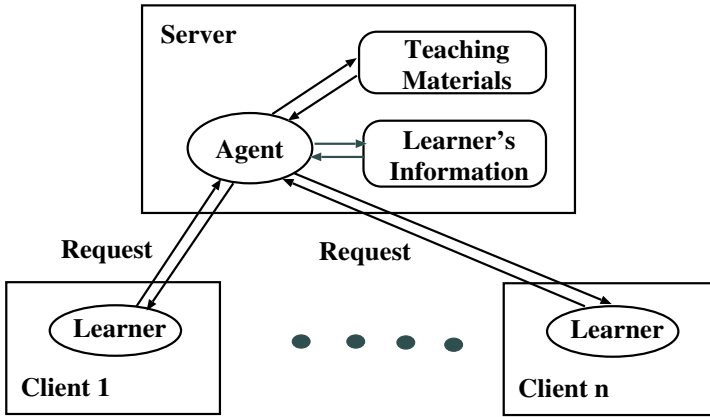 Server
Teaching
Materials
Agent
Learner’s
Information
Request
Request
Learner
Learner
Client 1
Client n